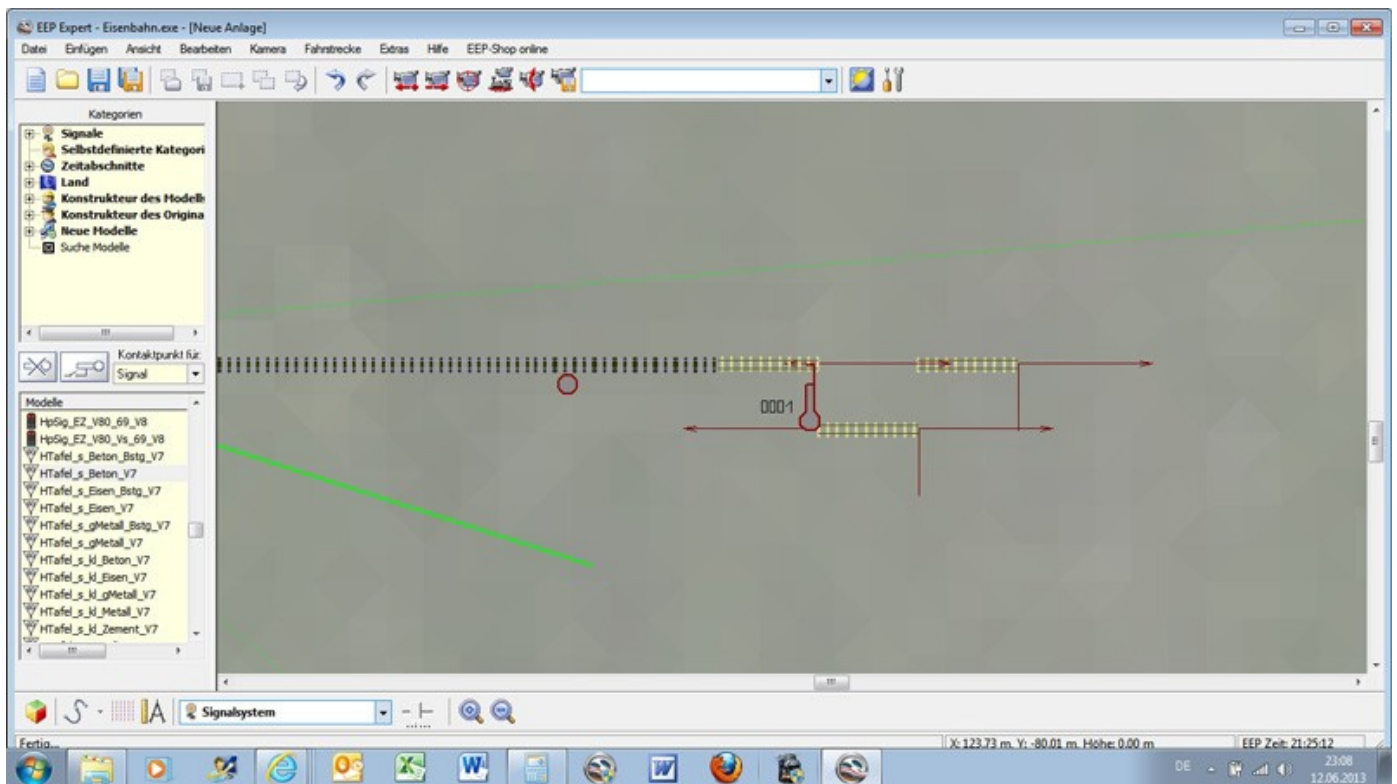 EEP Expert - Eisenbahn.exe - [Neue Anlage]
Datei Einfügen Ansicht Bearbeiten Kamera Fahrstrecke Extras Hilfe EEP-Shop online
Kategorien
Signale
Selbstdefinierte Kategori
Zeitabschnitte
Land
Konstrukteur des Modells
Konstrukteur des Origina
Neue Modelle
Suche Modelle
Kontaktpunkt für:
Signal
Modelle
HpSig_EZ_V80_69_V8
HpSig_EZ_V80_Vs_69_V8
HTafel_s_Beton_Bstg_V7
HTafel_s_Beton_V7
HTafel_s_Eisen_Bstg_V7
HTafel_s_Eisen_V7
HTafel_s_gMetall_Bstg_V7
HTafel_s_gMetall_V7
HTafel_s_kl_Beton_V7
HTafel_s_kl_Eisen_V7
HTafel_s_kl_gMetall_V7
HTafel_s_kl_Metall_V7
HTafel_s_kl_Zement_V7
0001
Signalsystem
Fertig...
X: 123.73 m, Y: -80.01 m, Höhe: 0.00 m
EEP Zeit: 21:25:12
DE
23:08
12.06.2013